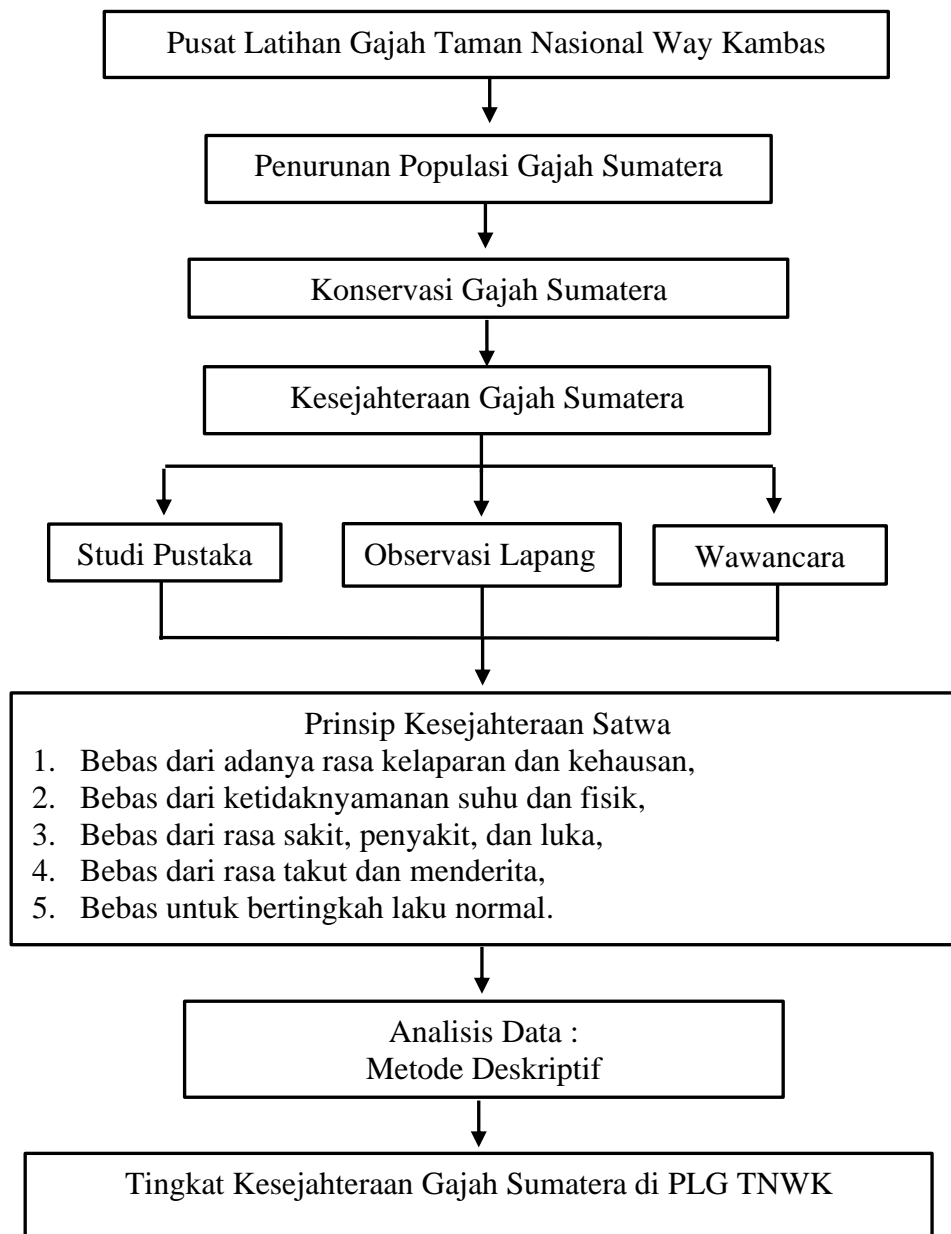 Pusat Latihan Gajah Taman Nasional Way Kambas
Penurunan Populasi Gajah Sumatera
Konservasi Gajah Sumatera
Kesejahteraan Gajah Sumatera
Studi Pustaka
Observasi Lapang
Wawancara
Prinsip Kesejahteraan Satwa
1. Bebas dari adanya rasa kelaparan dan kehausan,
2. Bebas dari ketidaknyamanan suhu dan fisik,
3. Bebas dari rasa sakit, penyakit, dan luka,
4. Bebas dari rasa takut dan menderita,
5. Bebas untuk bertingkah laku normal.
Analisis Data :
Metode Deskriptif
Tingkat Kesejahteraan Gajah Sumatera di PLG TNWK